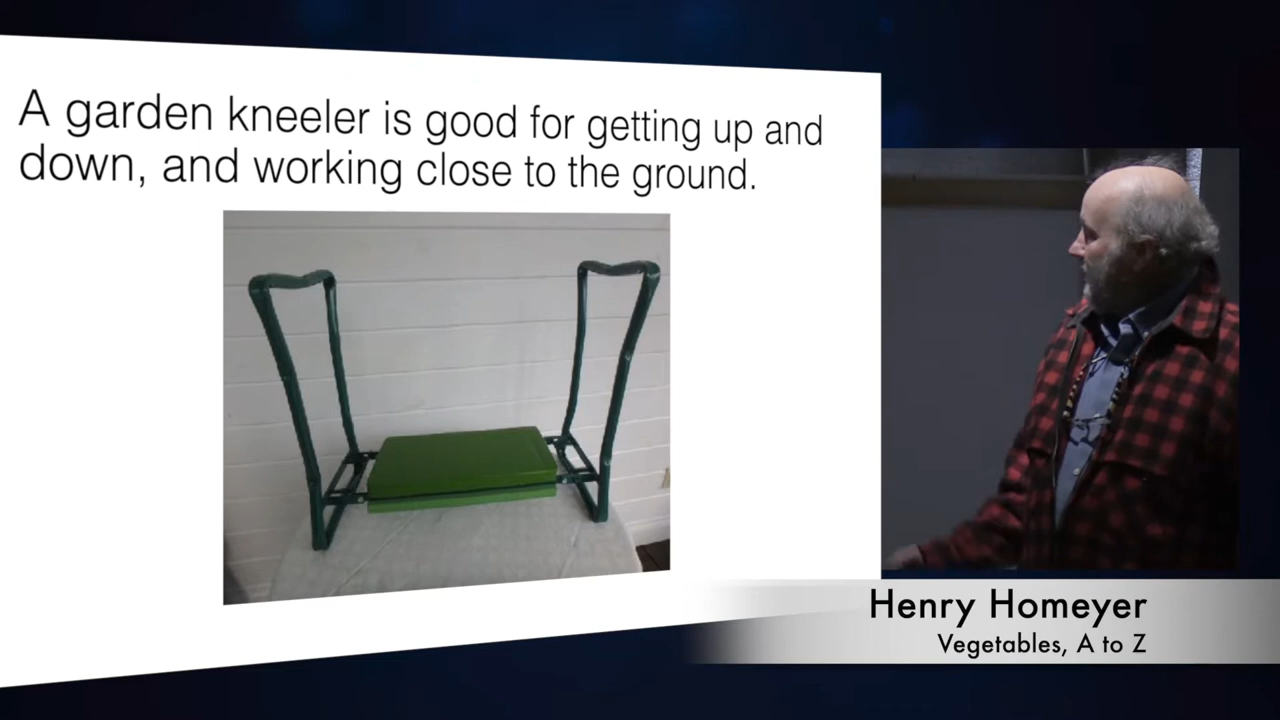 A garden kneeler is good for getting up and
down, and working close to the ground.
Henry Homeyer
Vegetables, A to Z